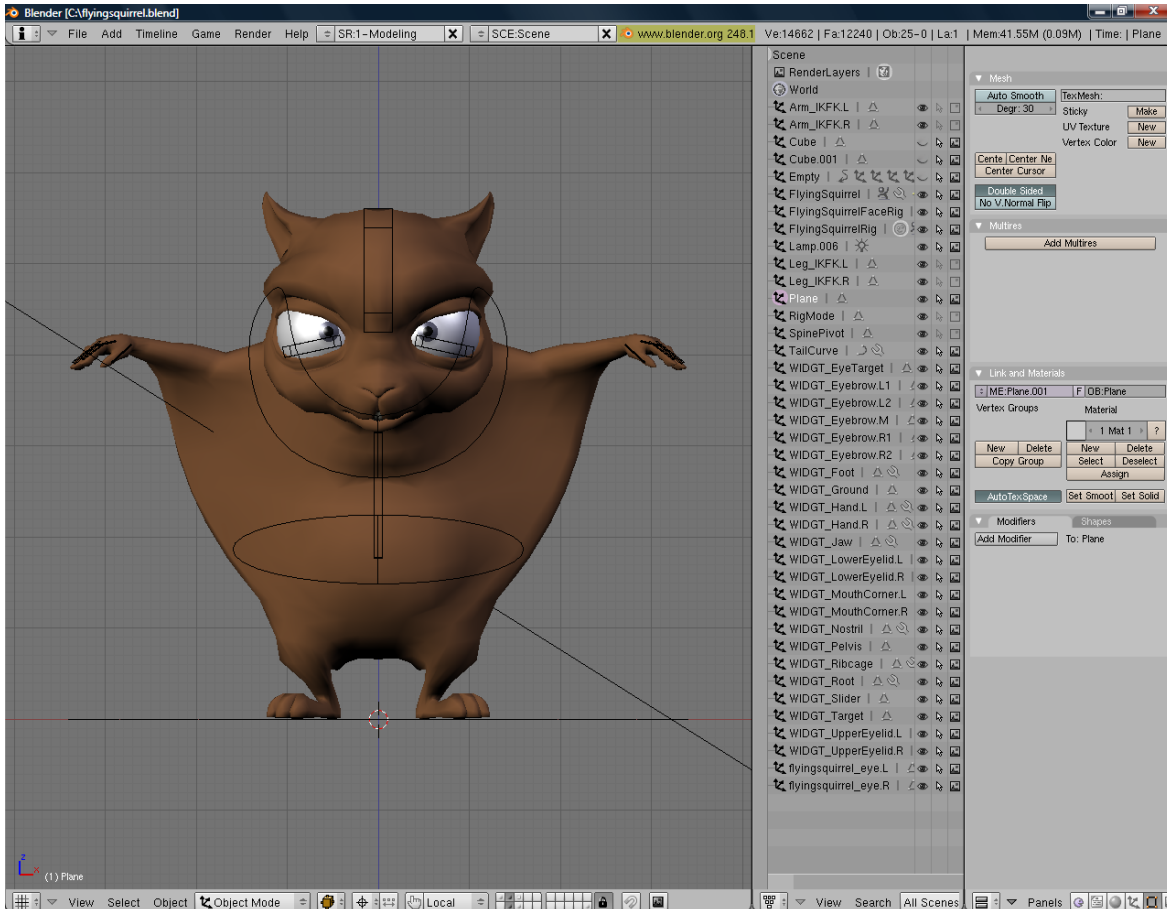 Blender [C:\flyingsquirrel.blend]
File Add Timeline Game Render Help SR:1-Modeling SCE:Scene www.blender.org 248.1 Ve:14662 | Fa:12240 | Ob:25-0 | La:1 | Mem:41.55M (0.09M) | Time: | Plane
Scene
RenderLayers |
World
Arm_IKFK.L |
Arm_IKFK.R |
Cube |
Cube.001 |
Empty |
FlyingSquirrel |
FlyingSquirrelFaceRig |
FlyingSquirrelRig |
Lamp.006 |
Leg_IKFK.L |
Leg_IKFK.R |
Plane |
RigMode |
SpinePivot |
TailCurve |
WIDGT_EyeTarget |
WIDGT_Eyebrow.L1 |
WIDGT_Eyebrow.L2 |
WIDGT_Eyebrow.M |
WIDGT_Eyebrow.R1 |
WIDGT_Eyebrow.R2 |
WIDGT_Foot |
WIDGT_Ground |
WIDGT_Hand.L |
WIDGT_Hand.R |
WIDGT_Jaw |
WIDGT_LowerEyelid.L
WIDGT_LowerEyelid.R |
WIDGT_MouthCorner.L
WIDGT_MouthCorner.R
WIDGT_Nostril |
WIDGT_Pelvis |
WIDGT_Ribcage |
WIDGT_Root |
WIDGT_Slider |
WIDGT_Target |
WIDGT_UpperEyelid.L |
WIDGT_UpperEyelid.R |
flyingsquirrel_eye.L |
flyingsquirrel_eye.R |
Mesh
Auto Smooth TexMesh:
Degr: 30 Sticky Make
UV Texture New
Vertex Color New
Cente Center Ne
Center Cursor
Double Sided
No V.Normal Flip
Multires
Add Multires
Link and Materials
ME:Plane.001 F OB:Plane
Vertex Groups Material
1 Mat 1 ?
New Delete New Delete
Copy Group Select Deselect
Assign
AutoTexSpace Set Smoot Set Solid
Modifiers Shapes
Add Modifier To: Plane
z
x
(1) Plane
View Select Object Object Mode Local
View Search All Scenes
Panels